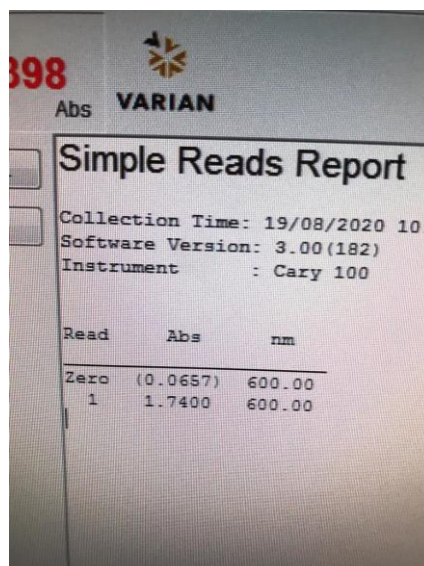 398
Abs
VARIAN
Simple Reads Report
Collection Time: 19/08/2020 10
Software Version: 3.00(182)
Instrument : Cary 100
Read Abs nm
Zero (0.0657) 600.00
1 1.7400 600.00